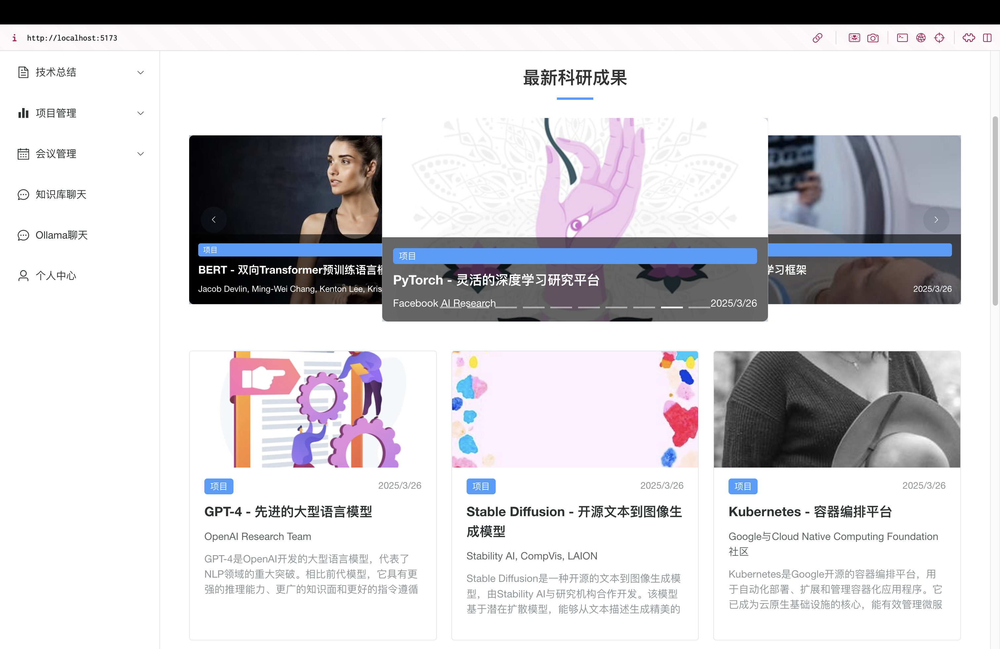 http://localhost:5173
技术总结
项目管理
会议管理
知识库聊天
Ollama聊天
个人中心
最新科研成果
项目
BERT - 双向Transformer预训练语言
Jacob Devlin, Ming-Wei Chang, Kenton Lee, Kris
项目
PyTorch - 灵活的深度学习研究平台
Facebook AI Research
2025/3/26
学习框架
2025/3/26
项目
2025/3/26
GPT-4 - 先进的大型语言模型
OpenAI Research Team
GPT-4是OpenAI开发的大型语言模型，代表了
NLP领域的重大突破。相比前代模型，它具有更
强的推理能力、更广的知识面和更好的指令遵循
项目
2025/3/26
Stable Diffusion - 开源文本到图像生
成模型
Stability AI, CompVis, LAION
Stable Diffusion是一种开源的文本到图像生成模
型，由Stability AI与研究机构合作开发。该模型
基于潜在扩散模型，能够从文本描述生成精美的
项目
2025/3/26
Kubernetes - 容器编排平台
Google与Cloud Native Computing Foundation
社区
Kubernetes是Google开源的容器编排平台，用
于自动化部署、扩展和管理容器化应用程序。它
已成为云原生基础设施的核心，能有效管理微服